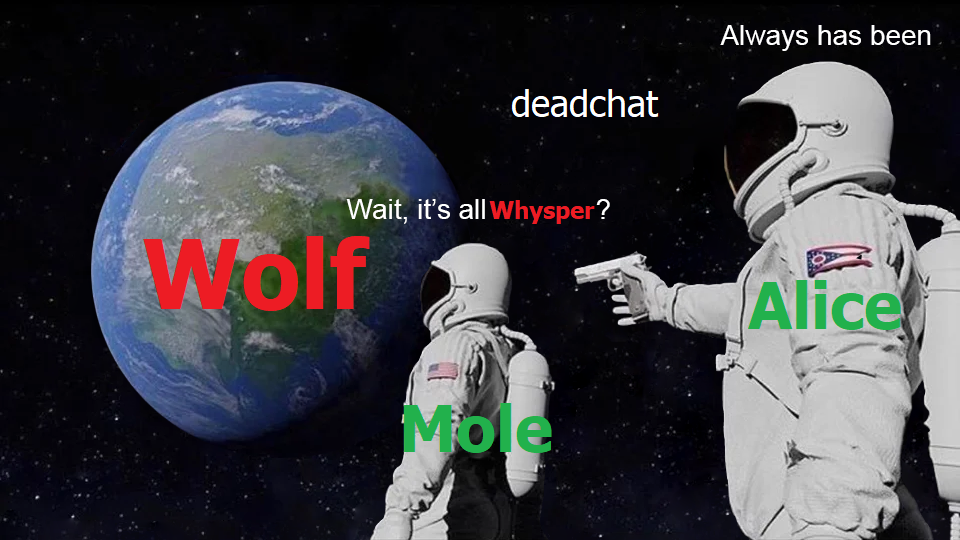 Always has been
deadchat
Wait, it's all Whysper?
Wolf
Alice
Mole